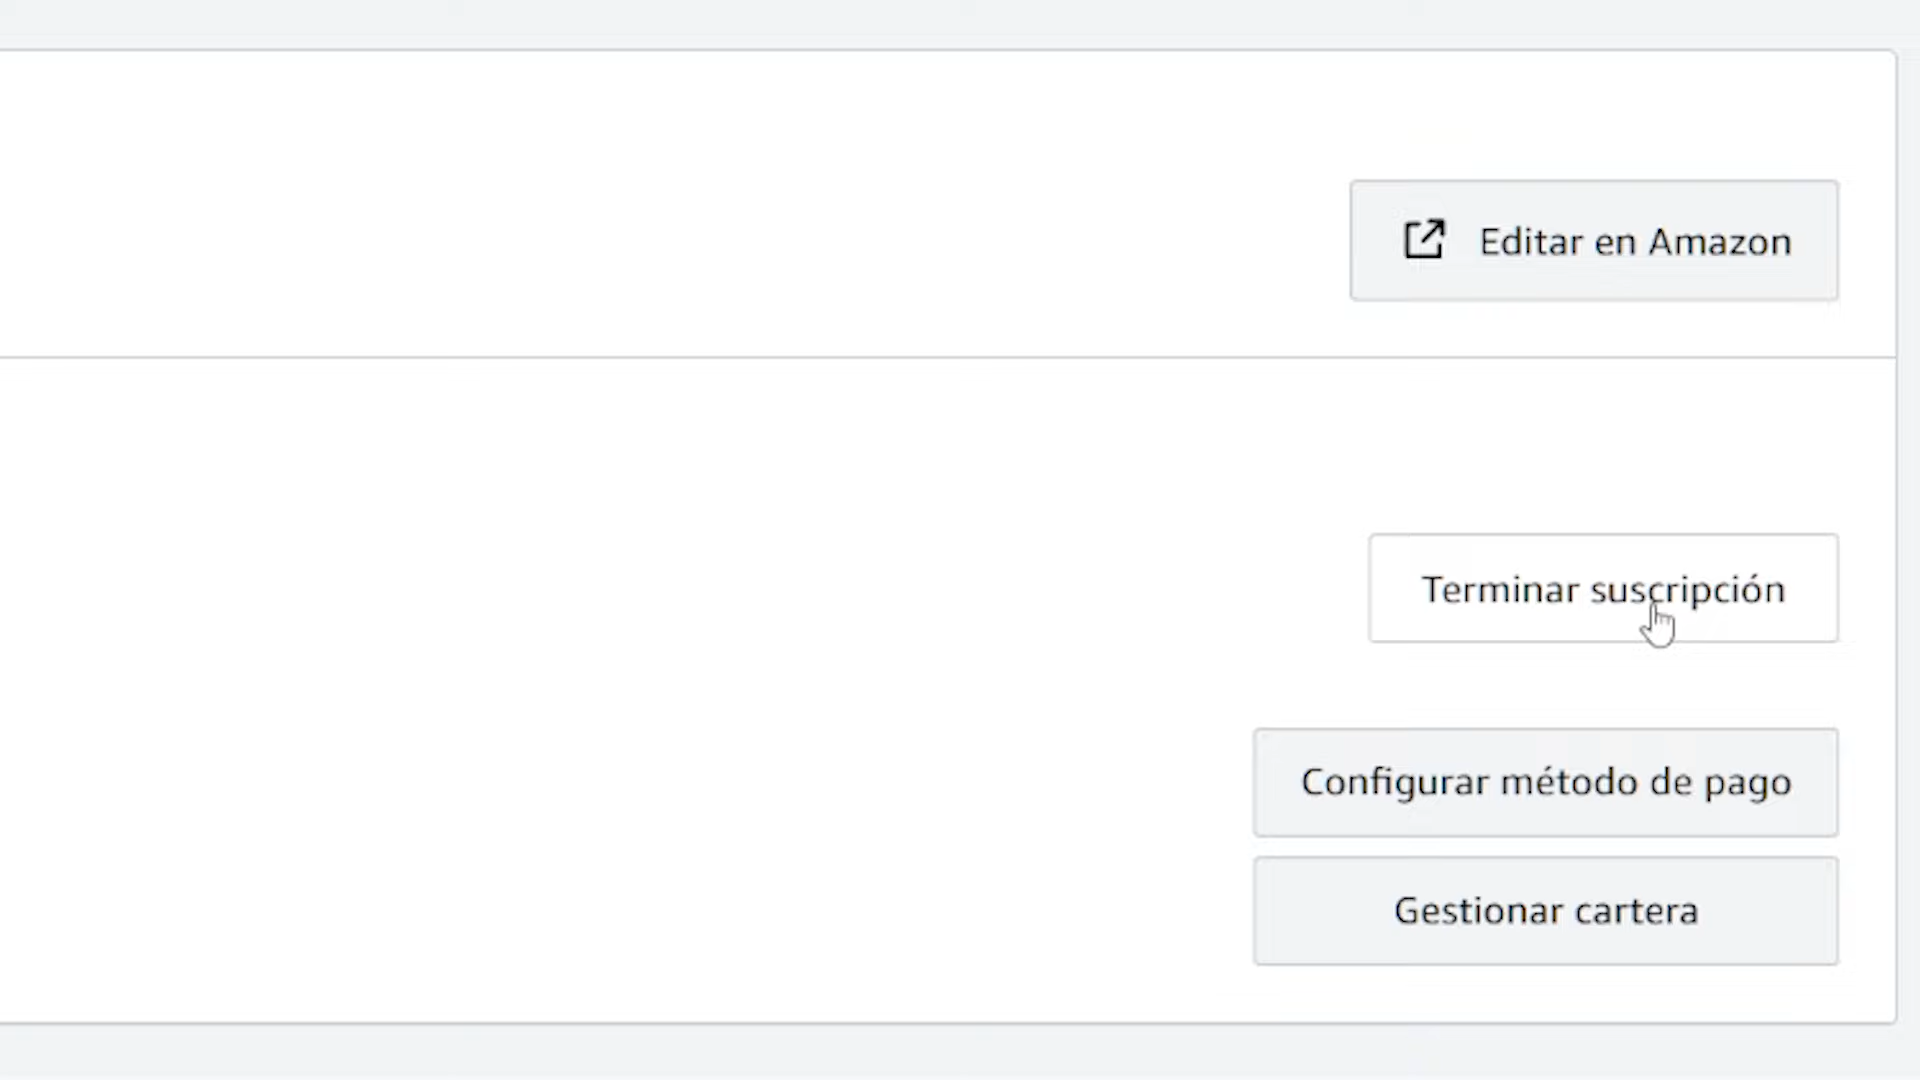 Editar en Amazon
Terminar suscripción
Configurar método de pago
Gestionar cartera